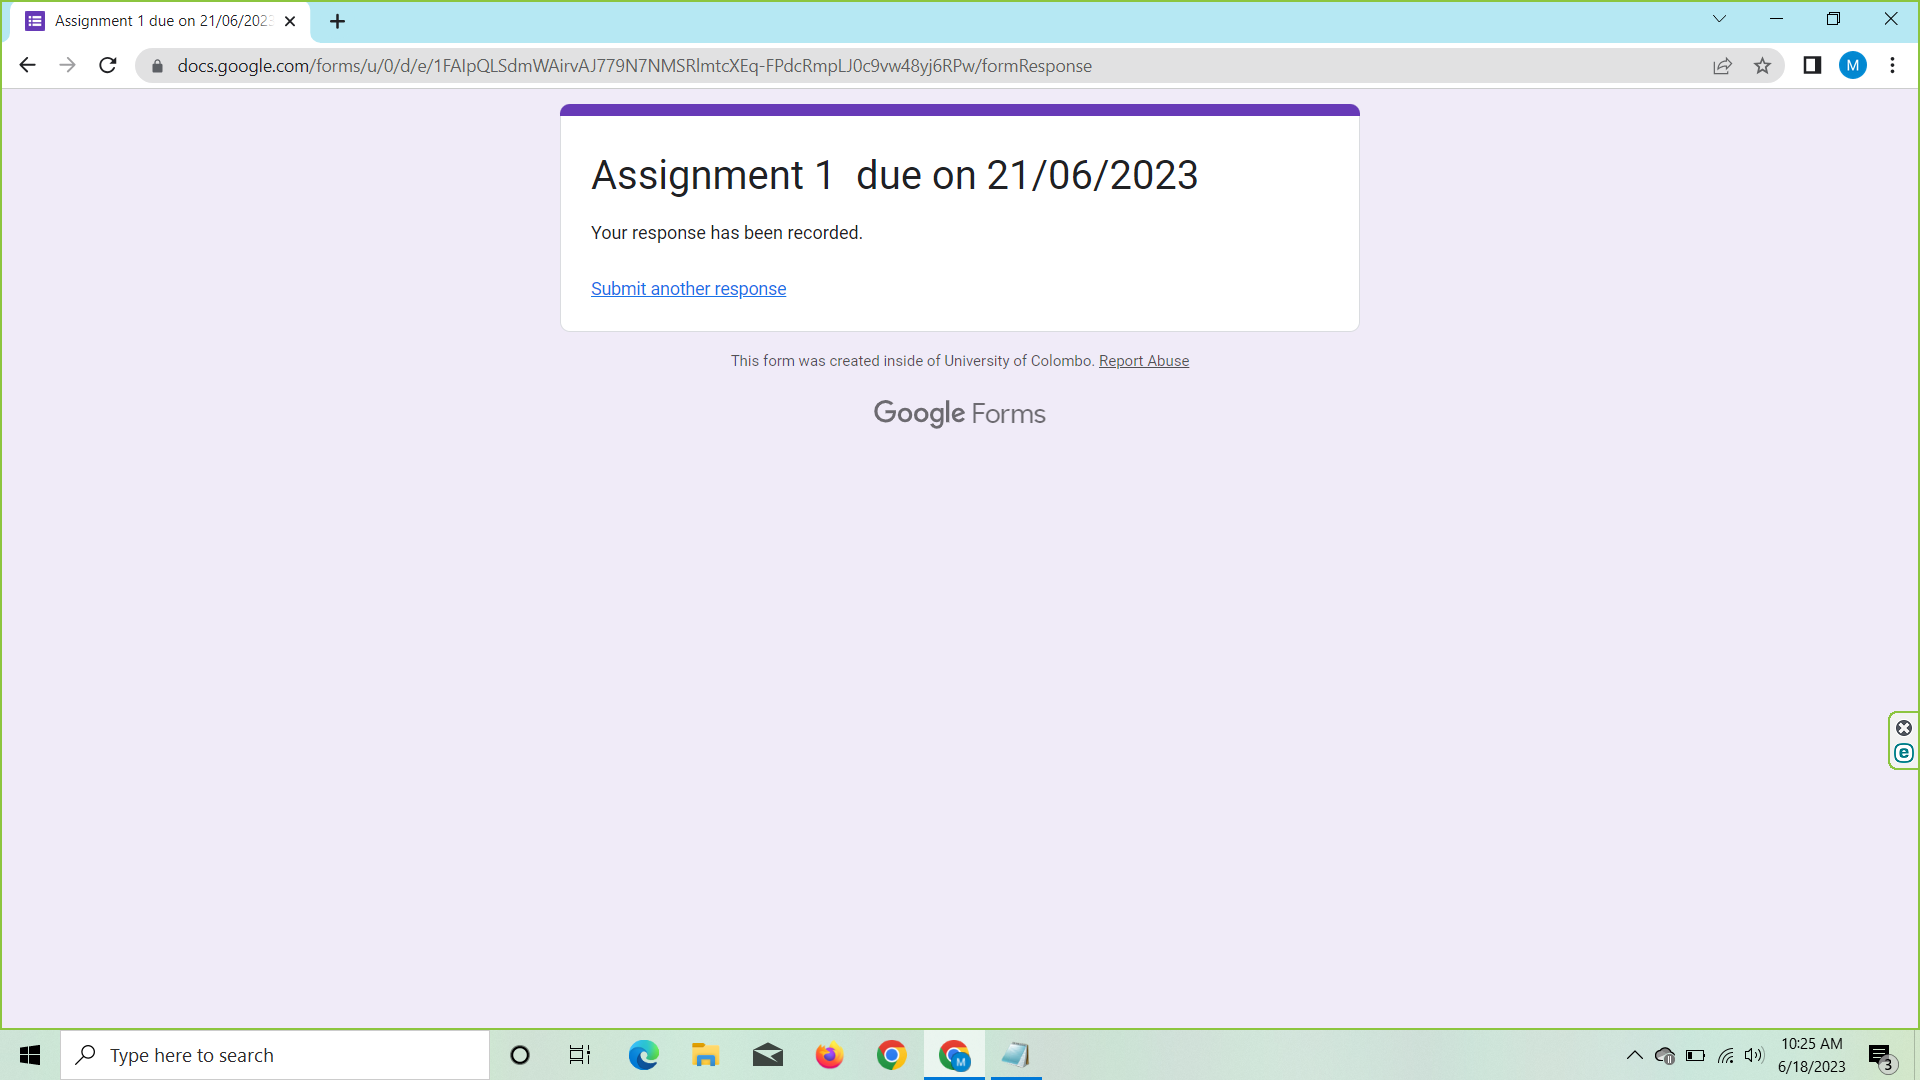 Assignment 1 due on 21/06/2023
docs.google.com/forms/u/0/d/e/1FAIpQLSdmWAirvAJ779N7NMSRlmtcXEq-FPdcRmpLJ0c9vw48yj6RPw/formResponse
M
Assignment 1  due on 21/06/2023
Your response has been recorded.
Submit another response
This form was created inside of University of Colombo. Report Abuse
Google Forms
e
Type here to search
M
10:25 AM
6/18/2023
3